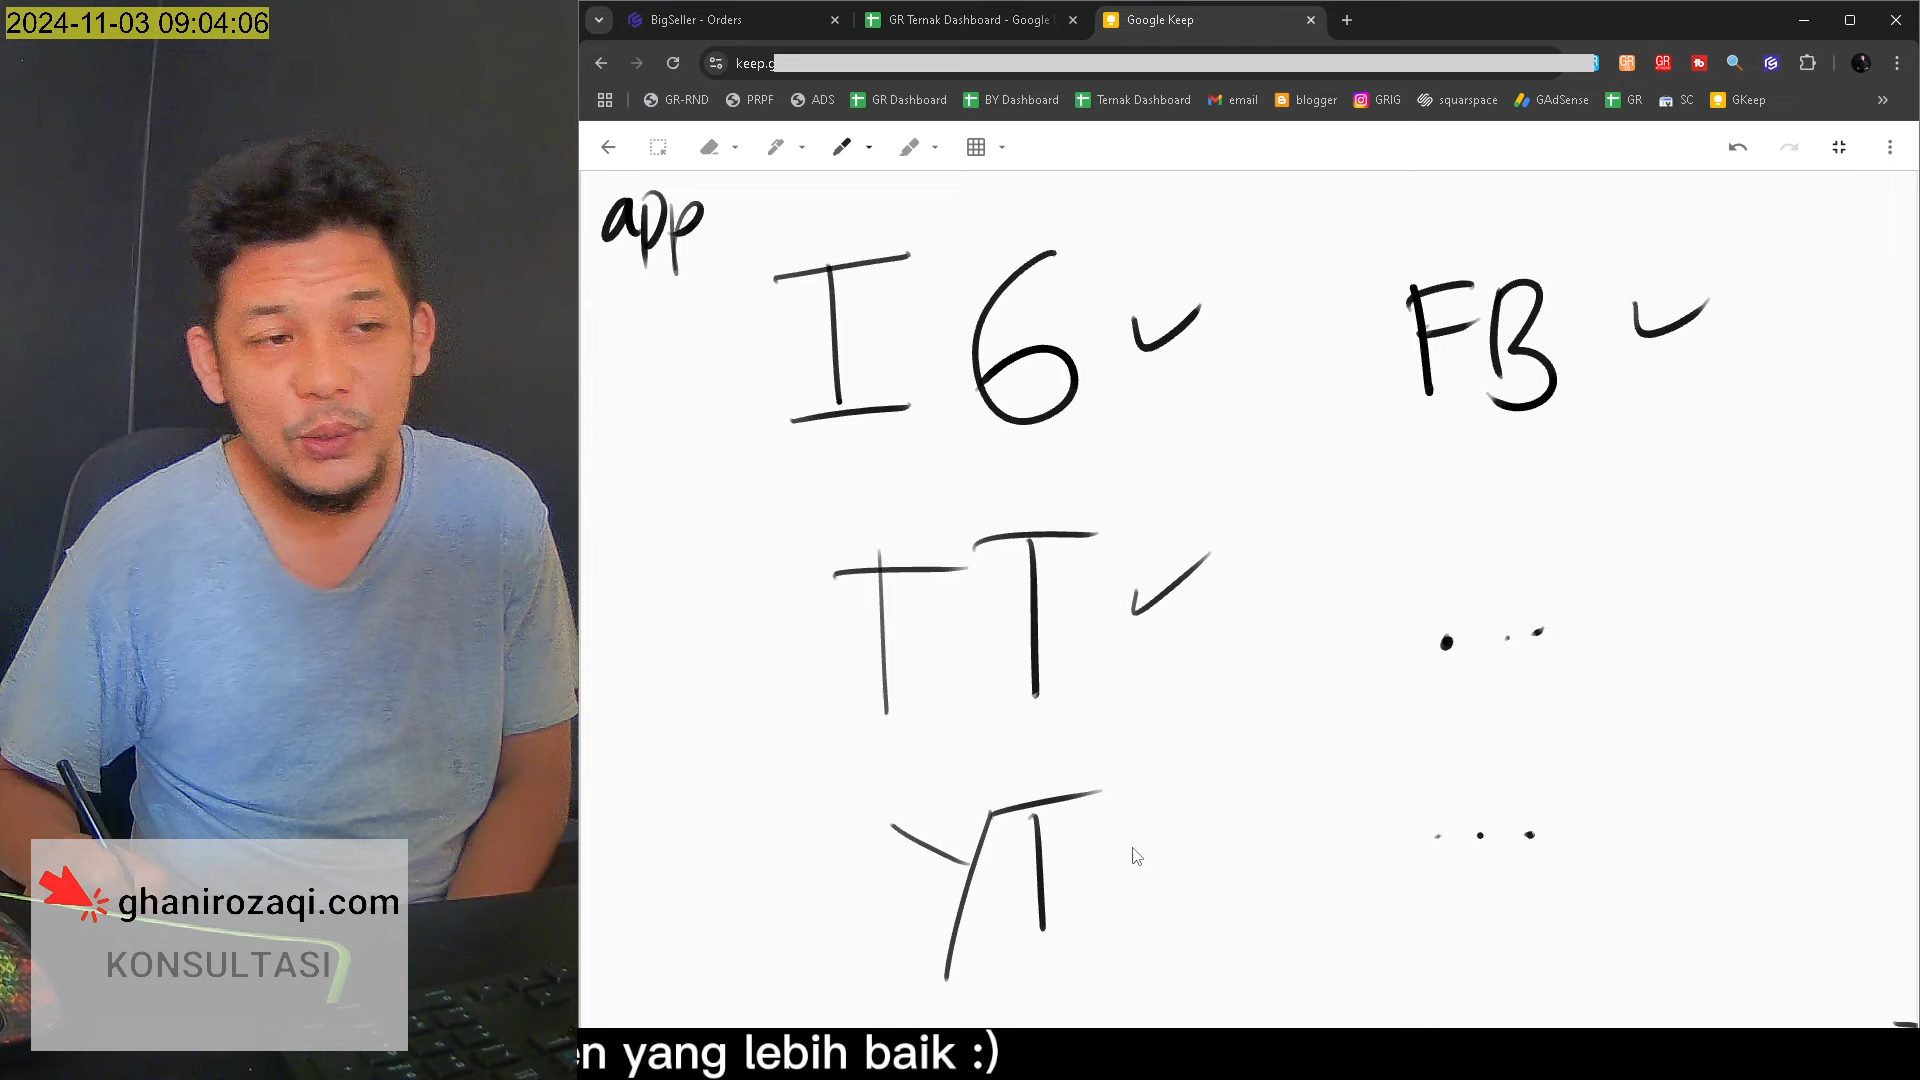 2024-11-03 09:04:06
BigSeller - Orders
GR Ternak Dashboard - Google
Google Keep
keep.g
GR-RND
PRPF
ADS
GR Dashboard
BY Dashboard
Ternak Dashboard
email
blogger
GRIG
squarspace
GAdSense
GR
SC
GKeep
app
IG ✓ FB ✓
TT ✓ ...
YT ...
ghanirozaqi.com
KONSULTASI
en yang lebih baik :)